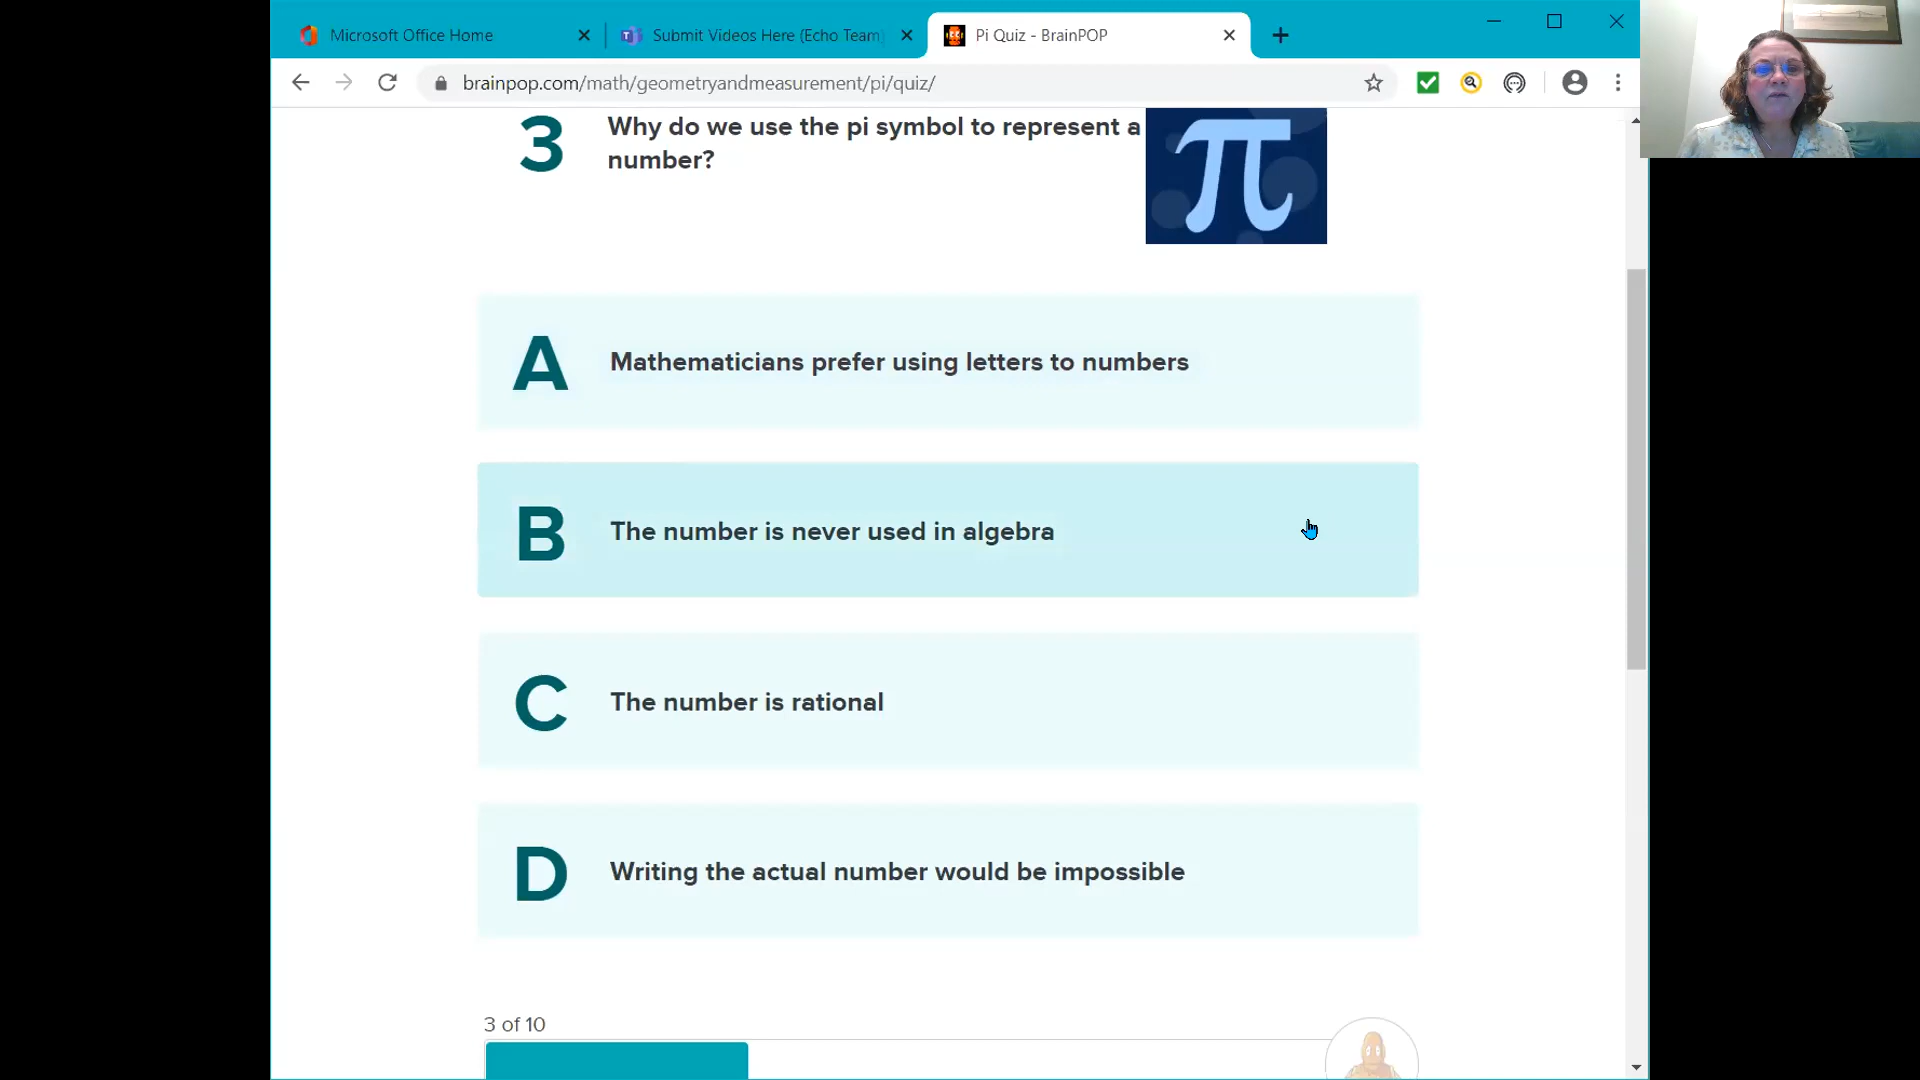 Microsoft Office Home
Submit Videos Here (Echo Team
Pi Quiz - BrainPOP
brainpop.com/math/geometryandmeasurement/pi/quiz/
3
Why do we use the pi symbol to represent a
number?
π
A
Mathematicians prefer using letters to numbers
B
The number is never used in algebra
C
The number is rational
D
Writing the actual number would be impossible
3 of 10